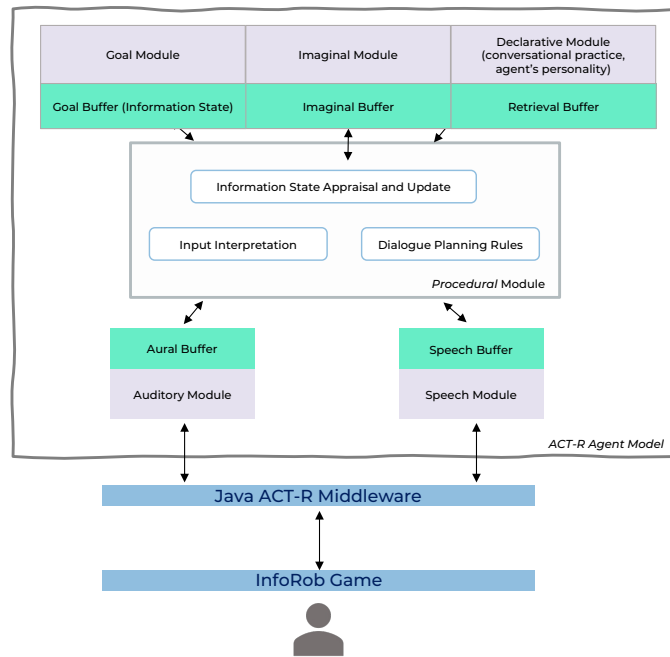 Goal Module
Imaginal Module
Declarative Module
(conversational practice,
agent's personality)
Goal Buffer (Information State)
Imaginal Buffer
Retrieval Buffer
Information State Appraisal and Update
Input Interpretation
Dialogue Planning Rules
Procedural Module
Aural Buffer
Speech Buffer
Auditory Module
Speech Module
ACT-R Agent Model
Java ACT-R Middleware
InfoRob Game